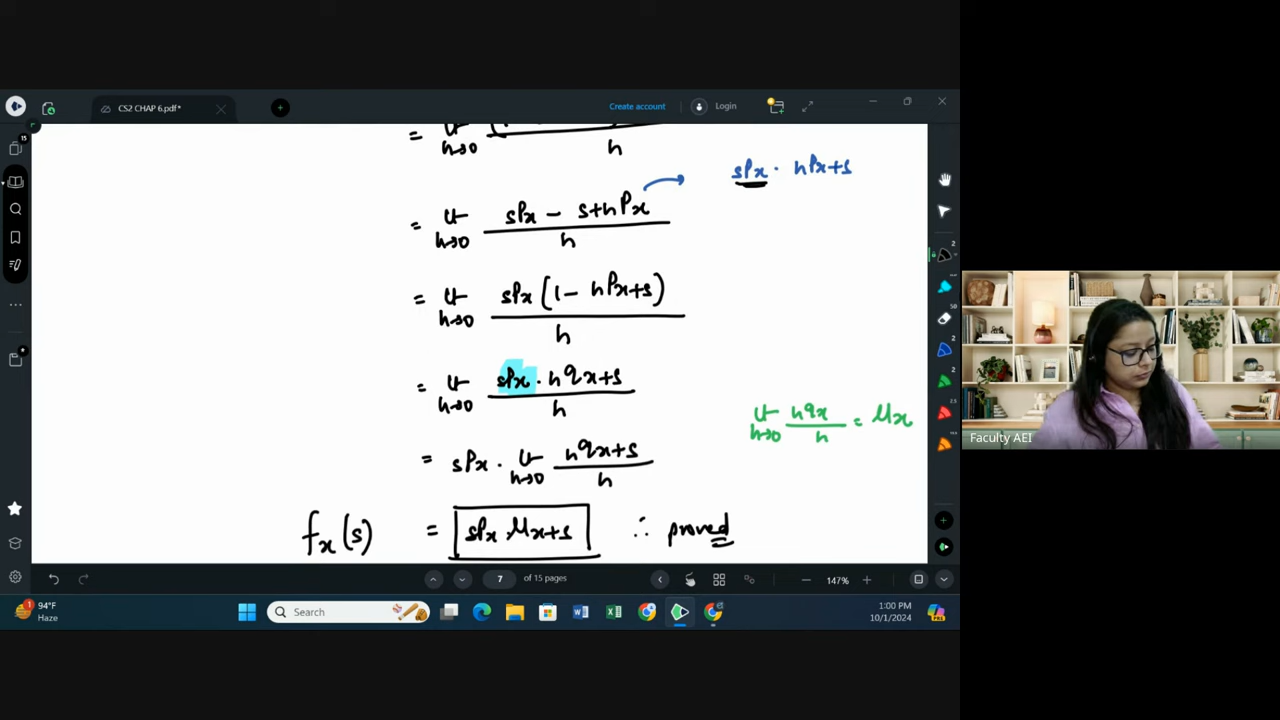 CS2 CHAP 6.pdf*
Create account
Login
15
= lt h→0 h
sPx · hPx+s
= lt h→0 sPx − s+hPx / h
= lt h→0 sPx (1 − hPx+s) / h
= lt h→0 sPx · hqx+s / h
lt h→0 hqx / h = μx
= sPx · lt h→0 hqx+s / h
fx(s) = sPx μx+s ∴ proved
Faculty AEI
7 of 15 pages
147%
94°F
Haze
Search
1:00 PM
10/1/2024